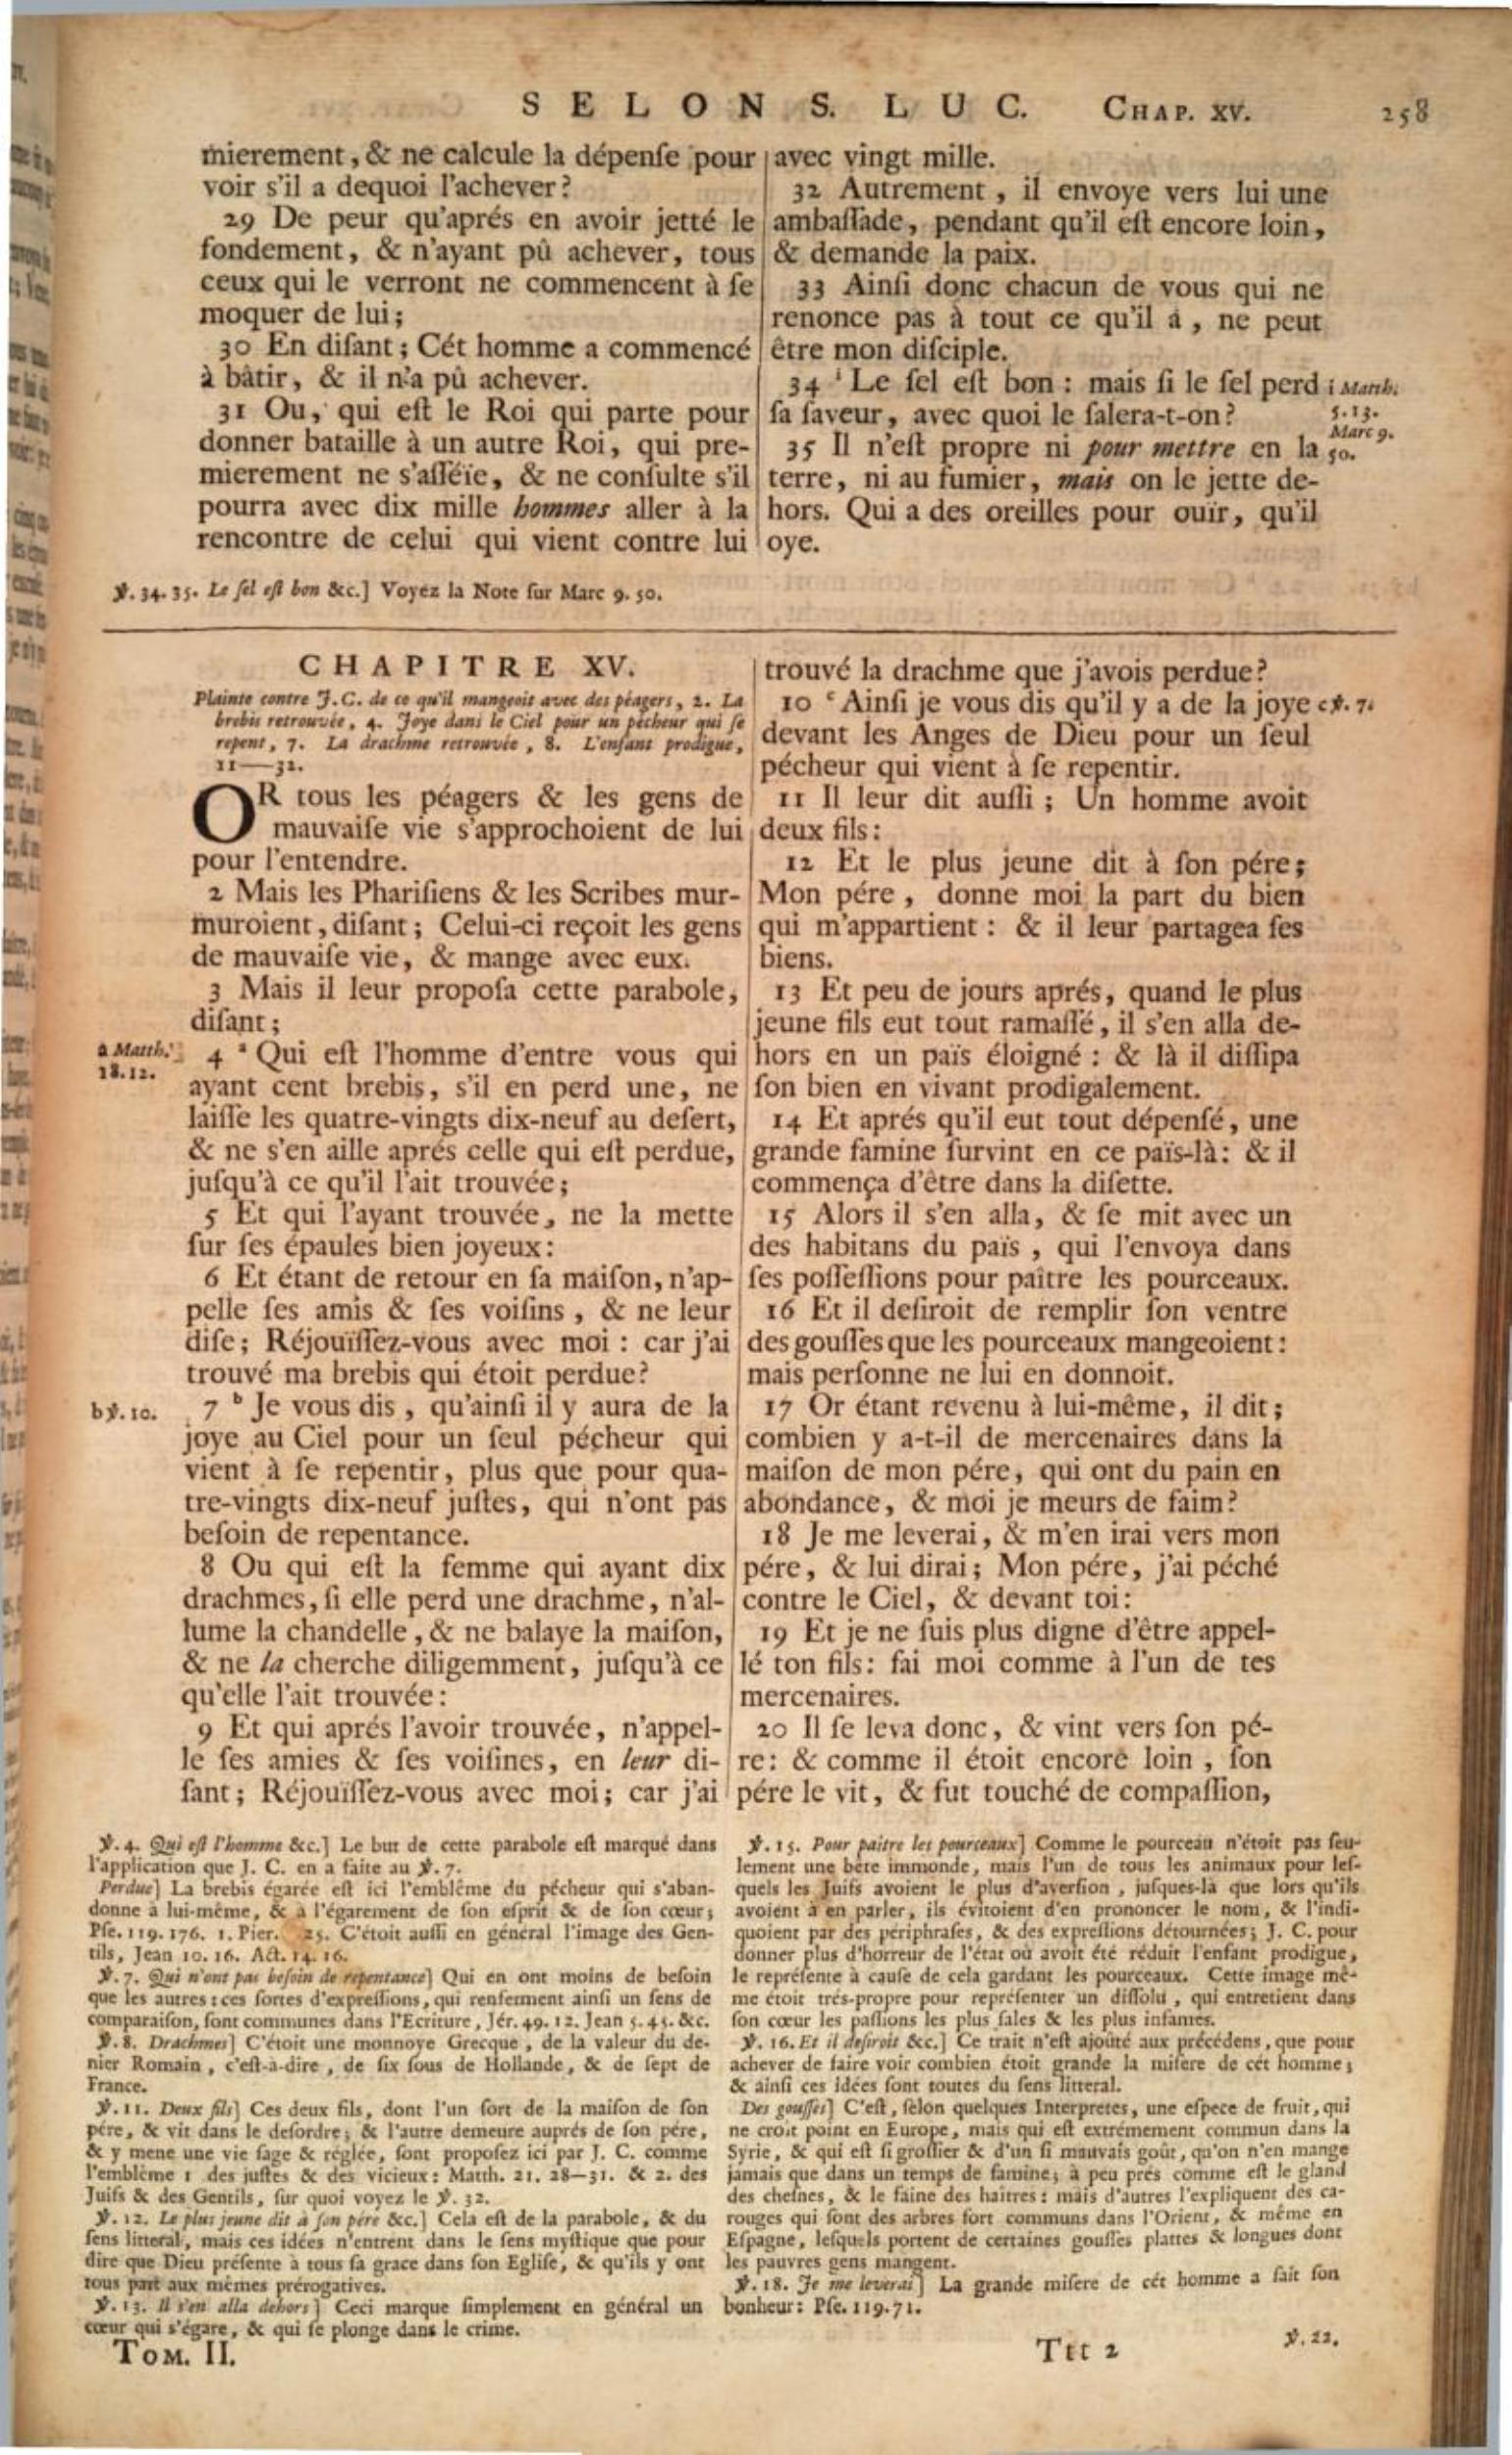 SELON S. LUC. CHAP. XV. 258
mierement, & ne calcule la dépenſe pour
voir s'il a dequoi l'achever?
29 De peur qu'aprés en avoir jetté le
fondement, & n'ayant pû achever, tous
ceux qui le verront ne commencent à ſe
moquer de lui;
30 En diſant; Cét homme a commencé
à bâtir, & il n'a pû achever.
31 Ou, qui eſt le Roi qui parte pour
donner bataille à un autre Roi, qui pre-
mierement ne s'aſſéïe, & ne conſulte s'il
pourra avec dix mille hommes aller à la
rencontre de celui qui vient contre lui
avec vingt mille.
32 Autrement, il envoye vers lui une
ambaſſade, pendant qu'il eſt encore loin,
& demande la paix.
33 Ainſi donc chacun de vous qui ne
renonce pas à tout ce qu'il a, ne peut
être mon diſciple.
34 i Le ſel eſt bon: mais ſi le ſel perd
ſa ſaveur, avec quoi le ſalera-t-on?
35 Il n'eſt propre ni pour mettre en la
terre, ni au fumier, mais on le jette de-
hors. Qui a des oreilles pour ouïr, qu'il
oye.
i Matth.
5.13.
Marc 9.
50.
℣. 34. 35. Le ſel eſt bon &c.] Voyez la Note ſur Marc 9. 50.
CHAPITRE XV.
Plainte contre J.C. de ce qu'il mangeoit avec des péagers, 2. La
brebis retrouvée, 4. Joye dans le Ciel pour un pécheur qui ſe
repent, 7. La drachme retrouvée, 8. L'enfant prodigue,
11—32.
OR tous les péagers & les gens de
mauvaiſe vie s'approchoient de lui
pour l'entendre.
2 Mais les Phariſiens & les Scribes mur-
muroient, diſant; Celui-ci reçoit les gens
de mauvaiſe vie, & mange avec eux.
3 Mais il leur propoſa cette parabole,
diſant;
a Matth.
18.12.
4 a Qui eſt l'homme d'entre vous qui
ayant cent brebis, s'il en perd une, ne
laiſſe les quatre-vingts dix-neuf au deſert,
& ne s'en aille aprés celle qui eſt perdue,
juſqu'à ce qu'il l'ait trouvée;
5 Et qui l'ayant trouvée, ne la mette
ſur ſes épaules bien joyeux:
6 Et étant de retour en ſa maiſon, n'ap-
pelle ſes amis & ſes voiſins, & ne leur
diſe; Réjouïſſez-vous avec moi: car j'ai
trouvé ma brebis qui étoit perdue?
b ℣. 10.
7 b Je vous dis, qu'ainſi il y aura de la
joye au Ciel pour un ſeul pécheur qui
vient à ſe repentir, plus que pour qua-
tre-vingts dix-neuf juſtes, qui n'ont pas
beſoin de repentance.
8 Ou qui eſt la femme qui ayant dix
drachmes, ſi elle perd une drachme, n'al-
lume la chandelle, & ne balaye la maiſon,
& ne la cherche diligemment, juſqu'à ce
qu'elle l'ait trouvée:
9 Et qui aprés l'avoir trouvée, n'appel-
le ſes amies & ſes voiſines, en leur di-
ſant; Réjouïſſez-vous avec moi; car j'ai
trouvé la drachme que j'avois perdue?
10 c Ainſi je vous dis qu'il y a de la joye
c ℣. 7.
devant les Anges de Dieu pour un ſeul
pécheur qui vient à ſe repentir.
11 Il leur dit auſſi; Un homme avoit
deux fils:
12 Et le plus jeune dit à ſon pére;
Mon pére, donne moi la part du bien
qui m'appartient: & il leur partagea ſes
biens.
13 Et peu de jours aprés, quand le plus
jeune fils eut tout ramaſſé, il s'en alla de-
hors en un païs éloigné: & là il diſſipa
ſon bien en vivant prodigalement.
14 Et aprés qu'il eut tout dépenſé, une
grande famine ſurvint en ce païs-là: & il
commença d'être dans la diſette.
15 Alors il s'en alla, & ſe mit avec un
des habitans du païs, qui l'envoya dans
ſes poſſeſſions pour paître les pourceaux.
16 Et il deſiroit de remplir ſon ventre
des gouſſes que les pourceaux mangeoient:
mais perſonne ne lui en donnoit.
17 Or étant revenu à lui-même, il dit;
combien y a-t-il de mercenaires dans la
maiſon de mon pére, qui ont du pain en
abondance, & moi je meurs de faim?
18 Je me leverai, & m'en irai vers mon
pére, & lui dirai; Mon pére, j'ai péché
contre le Ciel, & devant toi:
19 Et je ne ſuis plus digne d'être appel-
lé ton fils: fai moi comme à l'un de tes
mercenaires.
20 Il ſe leva donc, & vint vers ſon pé-
re: & comme il étoit encore loin, ſon
pére le vit, & fut touché de compaſſion,
℣. 4. Qui eſt l'homme &c.] Le but de cette parabole eſt marqué dans
l'application que J. C. en a faite au ℣. 7.
Perdue] La brebis égarée eſt ici l'emblême du pécheur qui s'aban-
donne à lui-même, & à l'égarement de ſon eſprit & de ſon cœur;
Pſe. 119. 176. 1. Pier. 25. C'étoit auſſi en général l'image des Gen-
tils, Jean 10. 16. Act. 14. 16.
℣. 7. Qui n'ont pas beſoin de repentance] Qui en ont moins de beſoin
que les autres: ces ſortes d'expreſſions, qui renferment ainſi un ſens de
comparaiſon, ſont communes dans l'Ecriture, Jér. 49. 12. Jean 5. 45. &c.
℣. 8. Drachmes] C'étoit une monnoye Grecque, de la valeur du de-
nier Romain, c'eſt-à-dire, de ſix ſous de Hollande, & de ſept de
France.
℣. 11. Deux fils] Ces deux fils, dont l'un ſort de la maiſon de ſon
pére, & vit dans le deſordre; & l'autre demeure auprés de ſon pére,
& y mene une vie ſage & réglée, ſont propoſez ici par J. C. comme
l'emblême 1 des juſtes & des vicieux: Matth. 21. 28—31. & 2. des
Juifs & des Gentils, ſur quoi voyez le ℣. 32.
℣. 12. Le plus jeune dit à ſon pére &c.] Cela eſt de la parabole, & du
ſens litteral, mais ces idées n'entrent dans le ſens myſtique que pour
dire que Dieu préſente à tous ſa grace dans ſon Egliſe, & qu'ils y ont
tous part aux mêmes prérogatives.
℣. 13. Il s'en alla dehors] Ceci marque ſimplement en général un
cœur qui s'égare, & qui ſe plonge dans le crime.
℣. 15. Pour paître les pourceaux] Comme le pourceau n'étoit pas ſeu-
lement une bête immonde, mais l'un de tous les animaux pour leſ-
quels les Juifs avoient le plus d'averſion, juſques-là que lors qu'ils
avoient à en parler, ils évitoient d'en prononcer le nom, & l'indi-
quoient par des périphraſes, & des expreſſions détournées; J. C. pour
donner plus d'horreur de l'état où avoit été réduit l'enfant prodigue,
le repréſente à cauſe de cela gardant les pourceaux. Cette image mê-
me étoit trés-propre pour repréſenter un diſſolu, qui entretient dans
ſon cœur les paſſions les plus ſales & les plus infames.
℣. 16. Et il deſiroit &c.] Ce trait n'eſt ajoûté aux précédens, que pour
achever de faire voir combien étoit grande la miſére de cét homme;
& ainſi ces idées ſont toutes du ſens litteral.
Des gouſſes] C'eſt, ſelon quelques Interpretes, une eſpece de fruit, qui
ne croît point en Europe, mais qui eſt extrémement commun dans la
Syrie, & qui eſt ſi groſſier & d'un ſi mauvais goût, qu'on n'en mange
jamais que dans un temps de famine; à peu prés comme eſt le gland
des cheſnes, & le faine des haîtres: mais d'autres l'expliquent des ca-
rouges qui ſont des arbres fort communs dans l'Orient, & même en
Eſpagne, leſquels portent de certaines gouſſes plattes & longues dont
les pauvres gens mangent.
℣. 18. Je me leverai] La grande miſere de cét homme a fait ſon
bonheur: Pſe. 119. 71.
TOM. II. Ttt 2 ℣. 22.